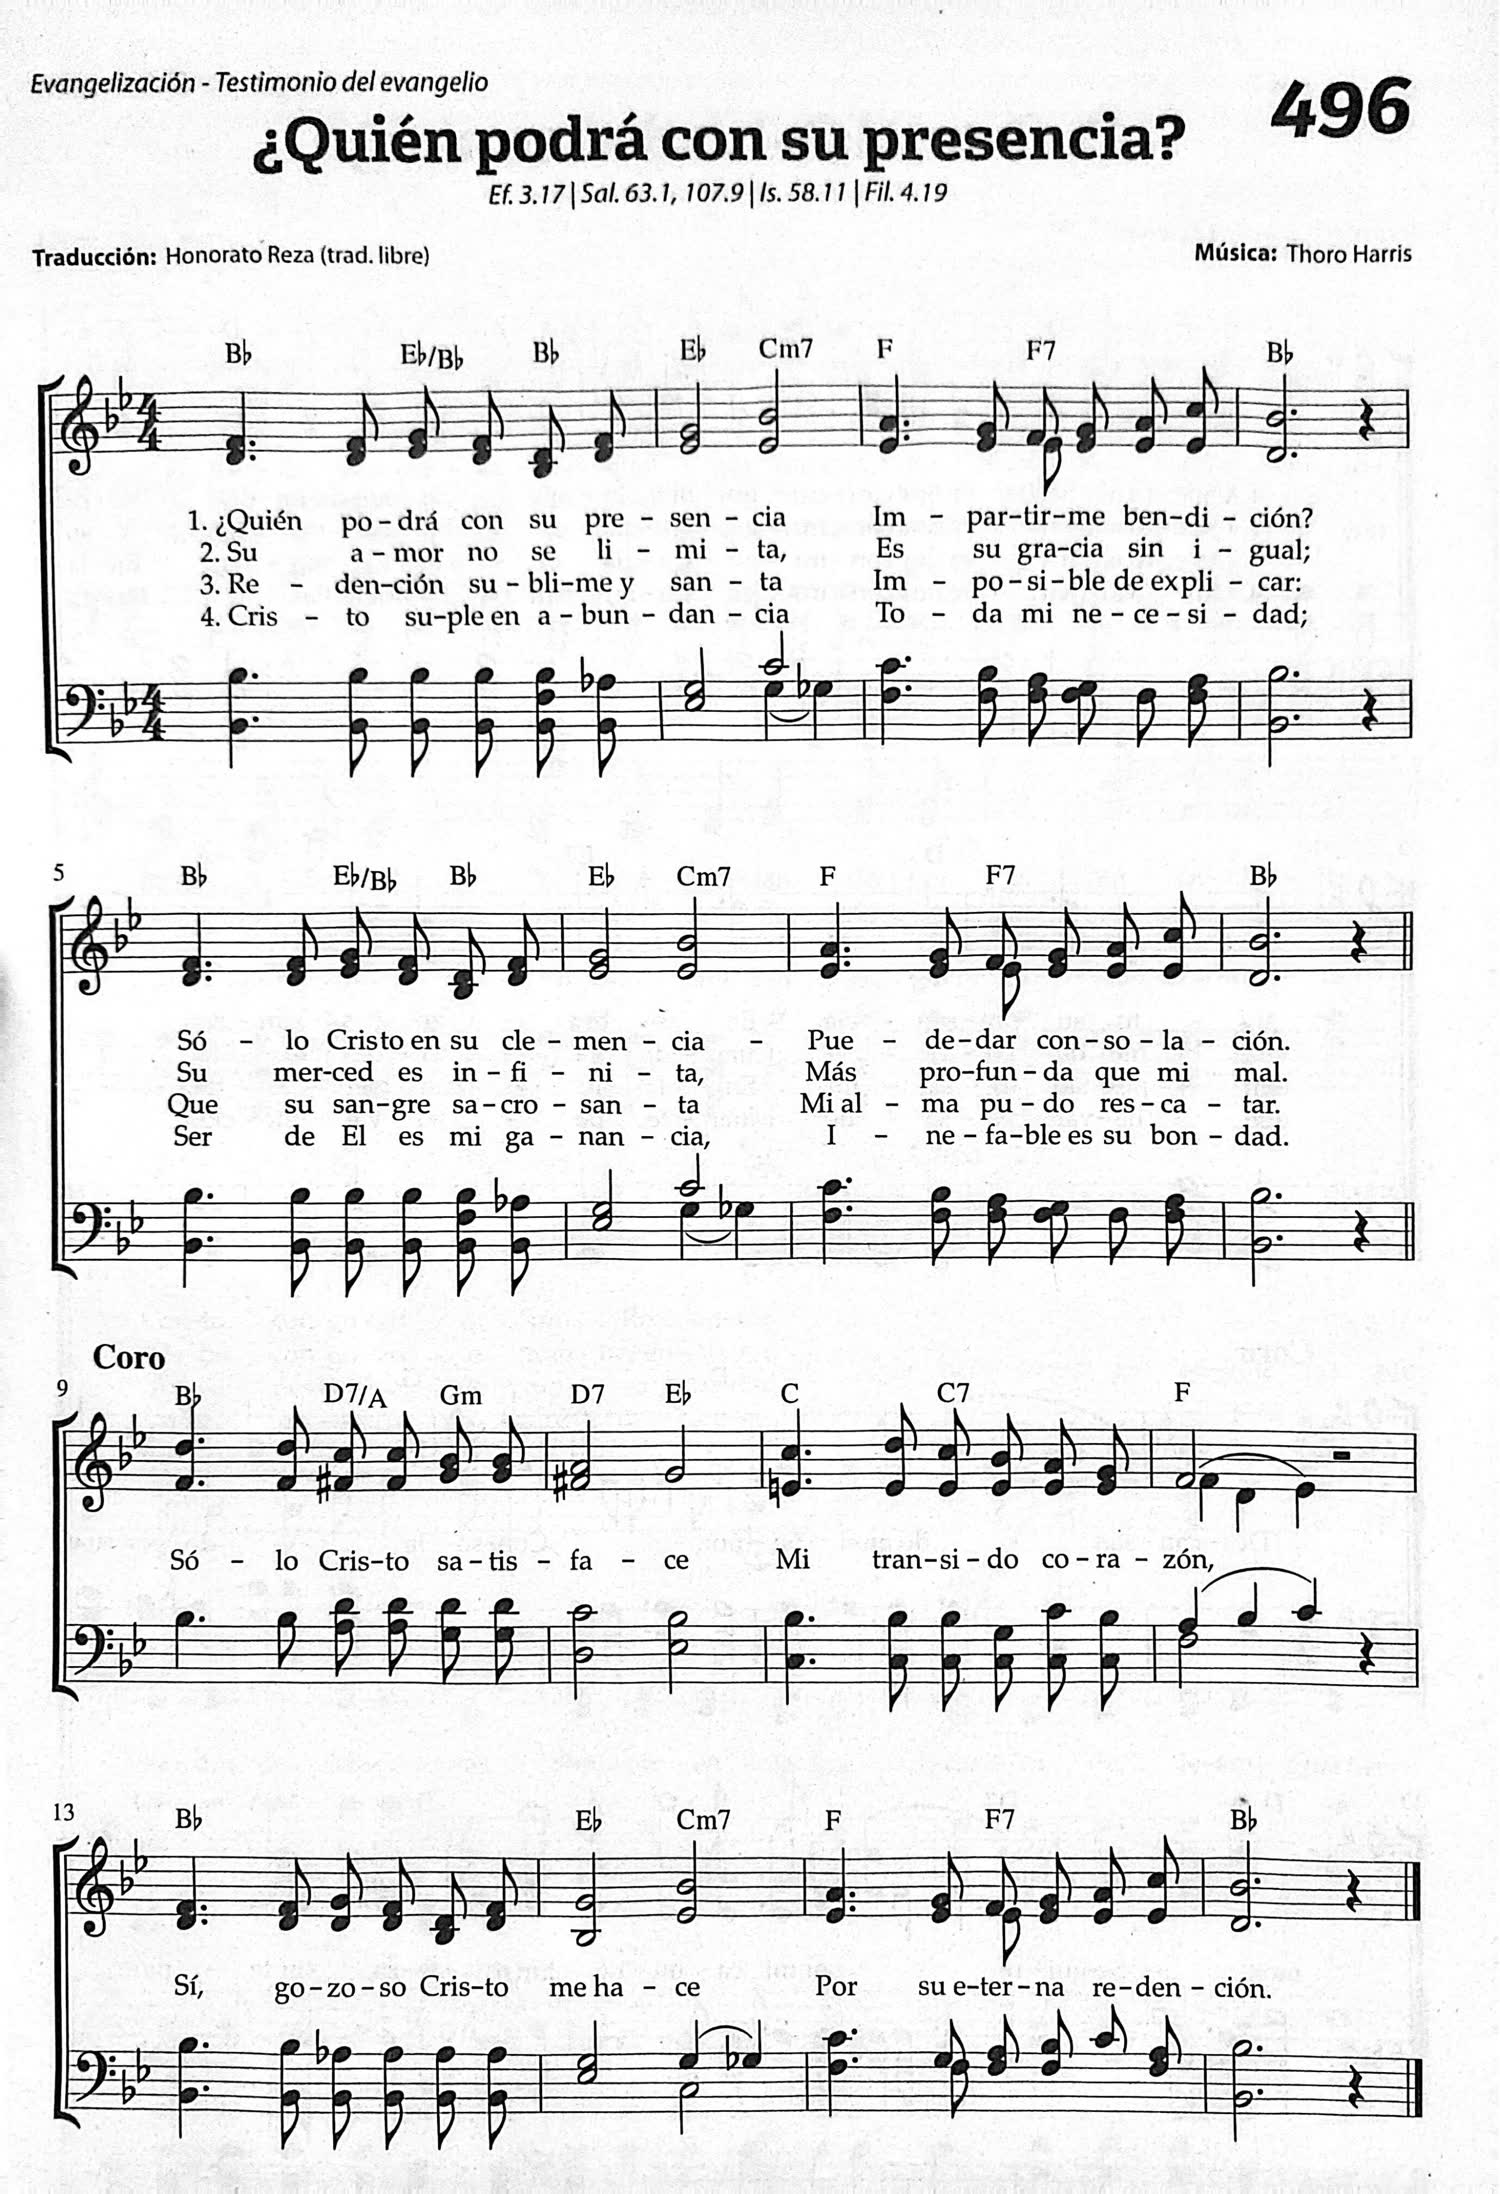 Evangelización - Testimonio del evangelio
496
¿Quién podrá con su presencia?
Ef. 3.17 | Sal. 63.1, 107.9 | Is. 58.11 | Fil. 4.19
Traducción: Honorato Reza (trad. libre) Música: Thoro Harris
B♭ E♭/B♭ B♭ E♭ Cm7 F F7 B♭
4/4
1. ¿Quién po-drá con su pre-sen-cia Im-par-tir-me ben-di-ción?
2. Su a-mor no se li-mi-ta, Es su gra-cia sin i-gual;
3. Re-den-ción su-bli-me y san-ta Im-po-si-ble de expli-car:
4. Cris-to su-ple en a-bun-dan-cia To-da mi ne-ce-si-dad;
4/4
5 B♭ E♭/B♭ B♭ E♭ Cm7 F F7 B♭
Só-lo Cristo en su cle-men-cia - Pue-de-dar con-so-la-ción.
Su mer-ced es in-fi-ni-ta, Más pro-fun-da que mi mal.
Que su san-gre sa-cro-san-ta Mi al-ma pu-do res-ca-tar.
Ser de El es mi ga-nan-cia, I-ne-fa-ble es su bon-dad.
Coro
9 B♭ D7/A Gm D7 E♭ C C7 F
Só-lo Cris-to sa-tis-fa-ce Mi tran-si-do co-ra-zón,
13 B♭ E♭ Cm7 F F7 B♭
Sí, go-zo-so Cris-to me ha-ce Por su e-ter-na re-den-ción.